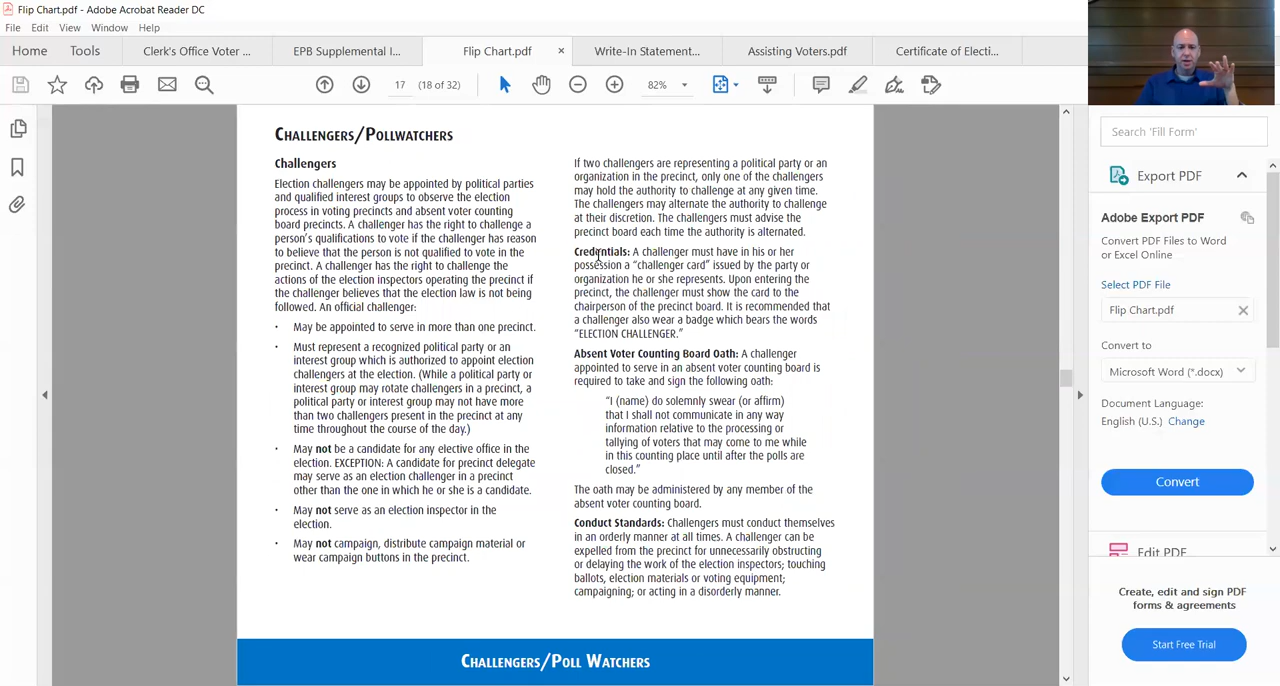 Flip Chart.pdf - Adobe Acrobat Reader DC
File Edit View Window Help
Home Tools Clerk's Office Voter ... EPB Supplemental I... Flip Chart.pdf × Write-In Statement... Assisting Voters.pdf Certificate of Electi...
17 (18 of 32) 82%
CHALLENGERS/POLLWATCHERS
Challengers
Election challengers may be appointed by political parties
and qualified interest groups to observe the election
process in voting precincts and absent voter counting
board precincts. A challenger has the right to challenge a
person's qualifications to vote if the challenger has reason
to believe that the person is not qualified to vote in the
precinct. A challenger has the right to challenge the
actions of the election inspectors operating the precinct if
the challenger believes that the election law is not being
followed. An official challenger:
· May be appointed to serve in more than one precinct.
· Must represent a recognized political party or an
interest group which is authorized to appoint election
challengers at the election. (While a political party or
interest group may rotate challengers in a precinct, a
political party or interest group may not have more
than two challengers present in the precinct at any
time throughout the course of the day.)
· May not be a candidate for any elective office in the
election. EXCEPTION: A candidate for precinct delegate
may serve as an election challenger in a precinct
other than the one in which he or she is a candidate.
· May not serve as an election inspector in the
election.
· May not campaign, distribute campaign material or
wear campaign buttons in the precinct.
If two challengers are representing a political party or an
organization in the precinct, only one of the challengers
may hold the authority to challenge at any given time.
The challengers may alternate the authority to challenge
at their discretion. The challengers must advise the
precinct board each time the authority is alternated.
Credentials: A challenger must have in his or her
possession a "challenger card" issued by the party or
organization he or she represents. Upon entering the
precinct, the challenger must show the card to the
chairperson of the precinct board. It is recommended that
a challenger also wear a badge which bears the words
"ELECTION CHALLENGER."
Absent Voter Counting Board Oath: A challenger
appointed to serve in an absent voter counting board is
required to take and sign the following oath:
"I (name) do solemnly swear (or affirm)
that I shall not communicate in any way
information relative to the processing or
tallying of voters that may come to me while
in this counting place until after the polls are
closed."
The oath may be administered by any member of the
absent voter counting board.
Conduct Standards: Challengers must conduct themselves
in an orderly manner at all times. A challenger can be
expelled from the precinct for unnecessarily obstructing
or delaying the work of the election inspectors; touching
ballots, election materials or voting equipment;
campaigning; or acting in a disorderly manner.
CHALLENGERS/POLL WATCHERS
Search 'Fill Form'
Export PDF
Adobe Export PDF
Convert PDF Files to Word
or Excel Online
Select PDF File
Flip Chart.pdf
Convert to
Microsoft Word (*.docx)
Document Language:
English (U.S.) Change
Convert
Edit PDF
Create, edit and sign PDF
forms & agreements
Start Free Trial